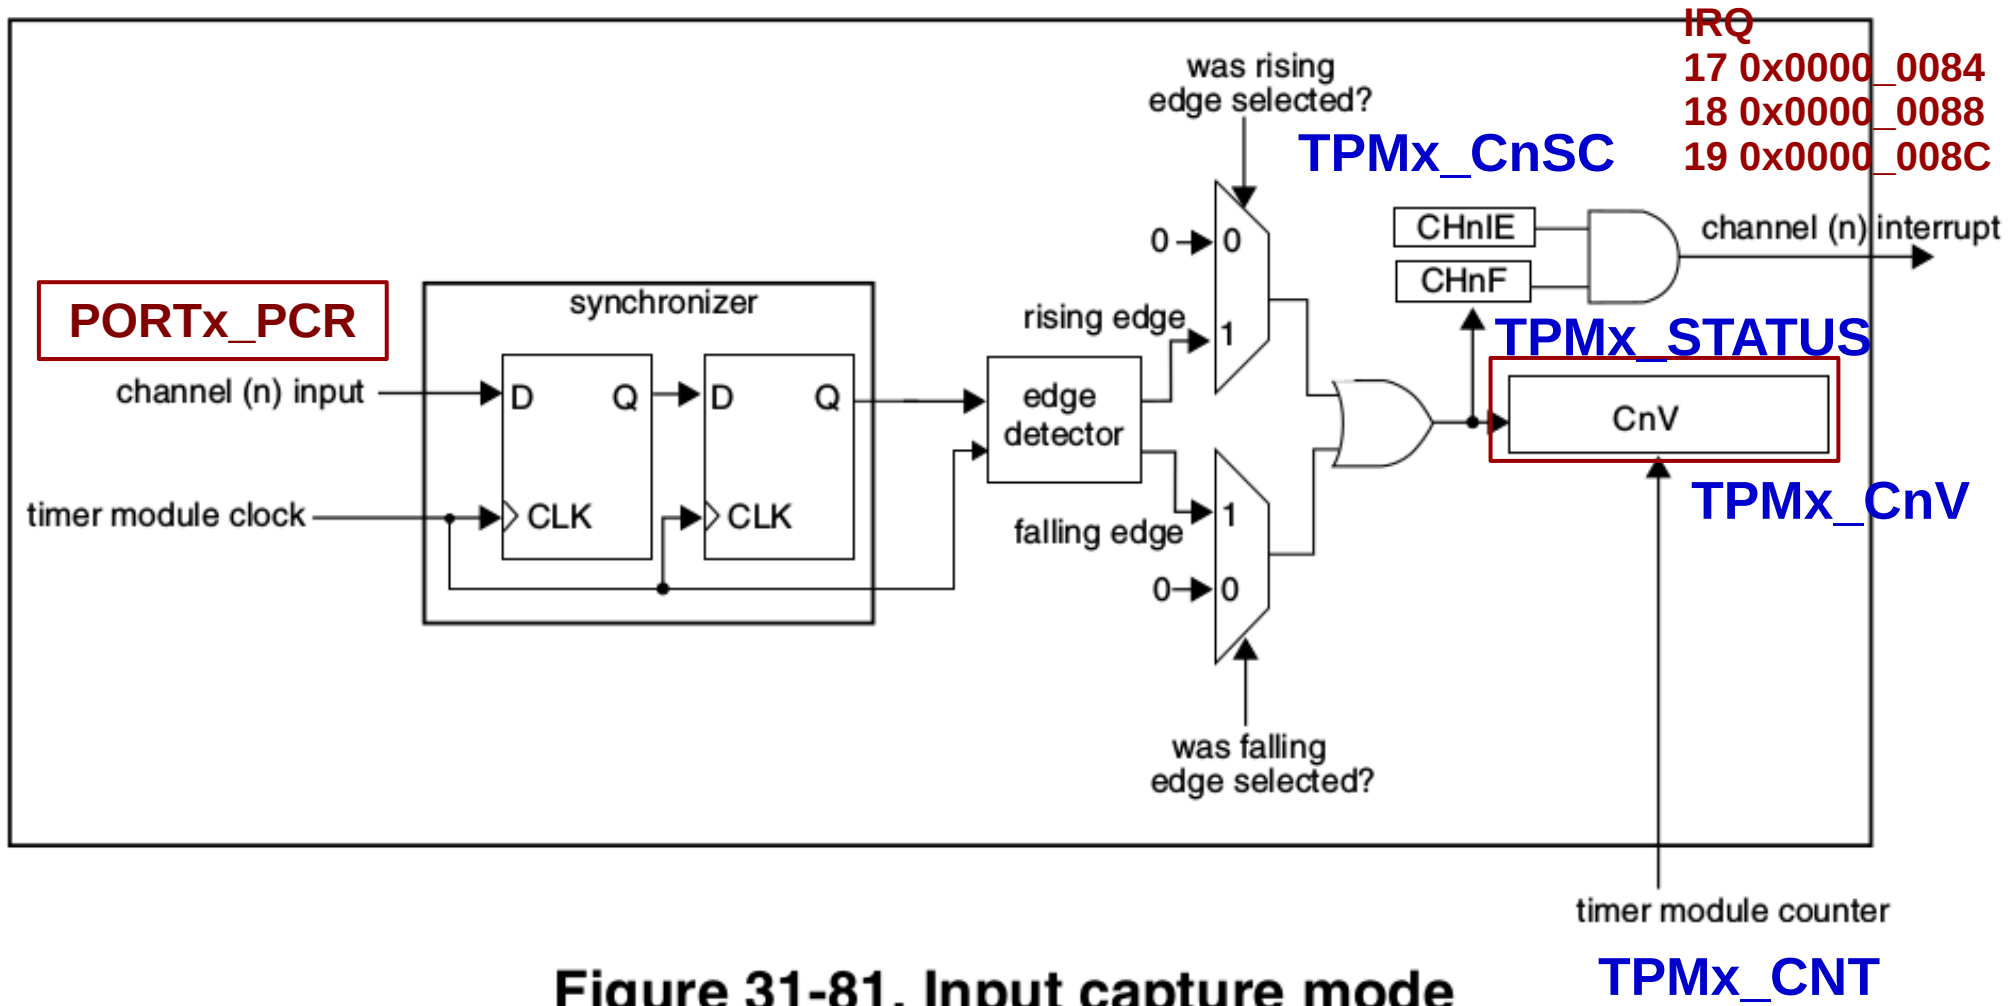 IRQ
17 0x0000_0084
18 0x0000_0088
19 0x0000_008C
was rising
edge selected?
TPMx_CnSC
0
0
CHnIE
channel (n) interrupt
CHnF
PORTx_PCR
synchronizer
rising edge
1
TPMx_STATUS
channel (n) input
D
Q
D
Q
edge
detector
CnV
TPMx_CnV
timer module clock
CLK
CLK
1
falling edge
0
0
was falling
edge selected?
timer module counter
TPMx_CNT
Figure 31-81. Input capture mode